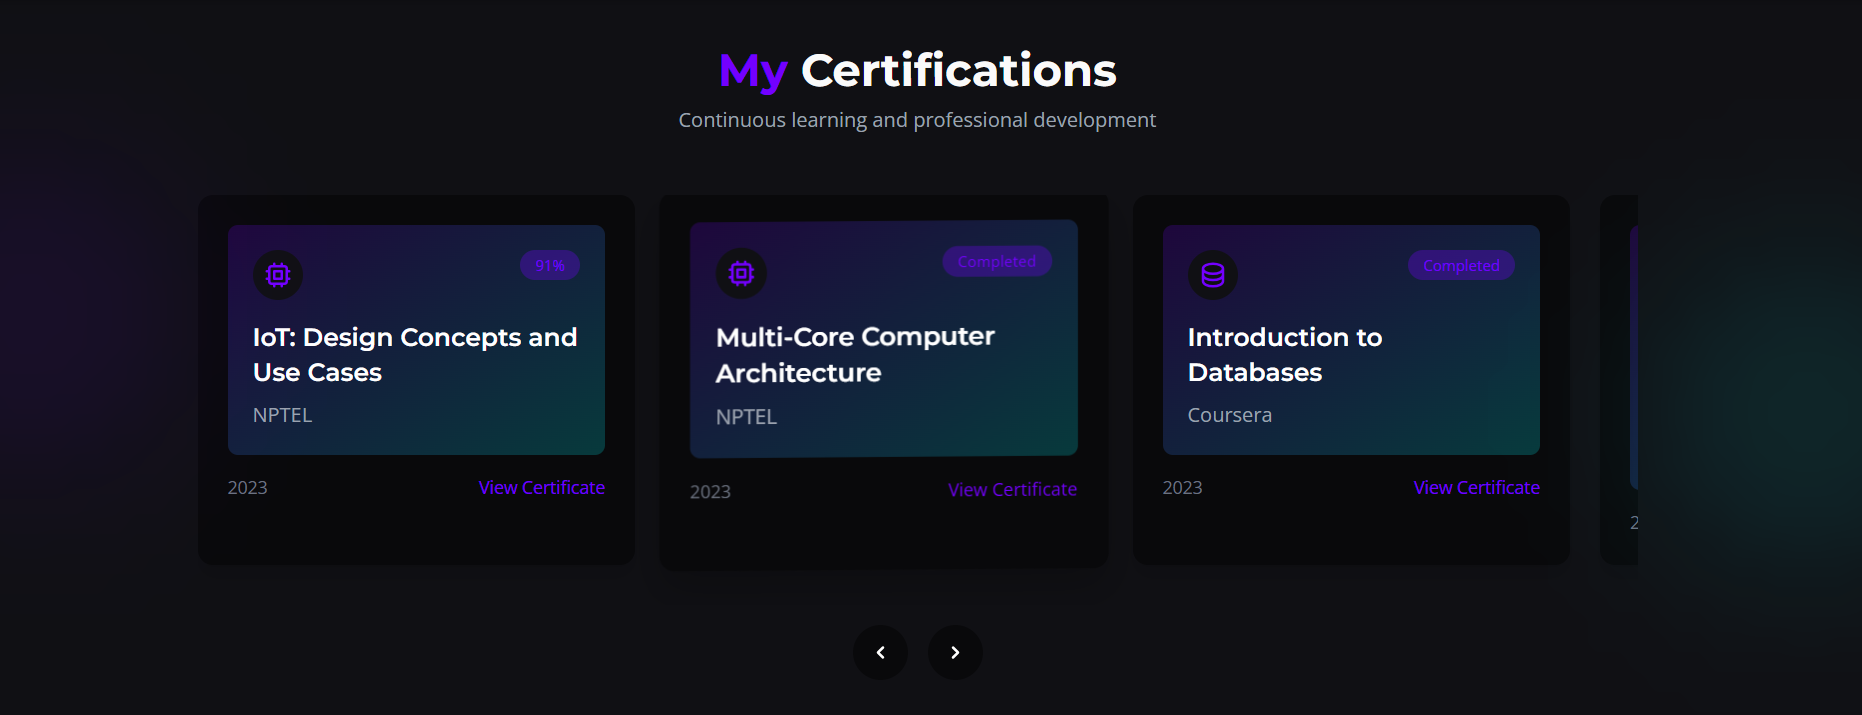 My Certifications
Continuous learning and professional development
91%
IoT: Design Concepts and
Use Cases
NPTEL
2023
View Certificate
Completed
Multi-Core Computer
Architecture
NPTEL
2023
View Certificate
Completed
Introduction to
Databases
Coursera
2023
View Certificate
2